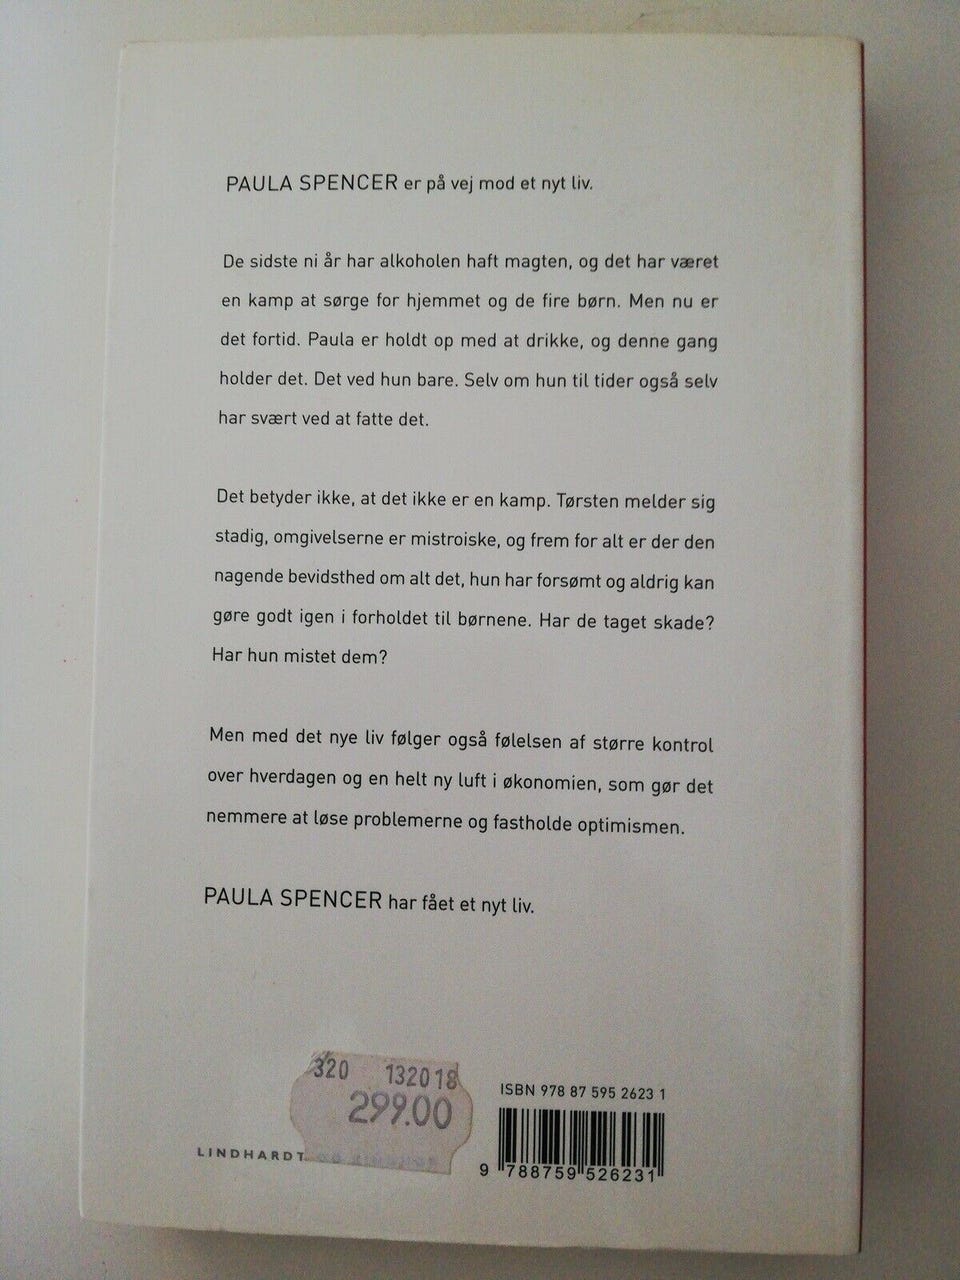 PAULA SPENCER er på vej mod et nyt liv.
De sidste ni år har alkoholen haft magten, og det har været
en kamp at sørge for hjemmet og de fire børn. Men nu er
det fortid. Paula er holdt op med at drikke, og denne gang
holder det. Det ved hun bare. Selv om hun til tider også selv
har svært ved at fatte det.
Det betyder ikke, at det ikke er en kamp. Tørsten melder sig
stadig, omgivelserne er mistroiske, og frem for alt er der den
nagende bevidsthed om alt det, hun har forsømt og aldrig kan
gøre godt igen i forholdet til børnene. Har de taget skade?
Har hun mistet dem?
Men med det nye liv følger også følelsen af større kontrol
over hverdagen og en helt ny luft i økonomien, som gør det
nemmere at løse problemerne og fastholde optimismen.
PAULA SPENCER har fået et nyt liv.
320 132018
299.00
LINDHARDT
ISBN 978 87 595 2623 1
9 788759 526231